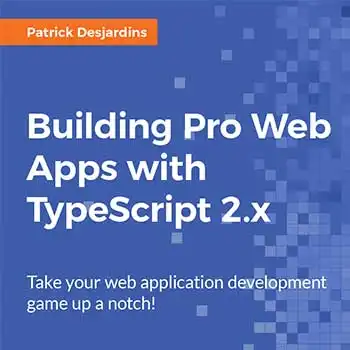 Patrick Desjardins
Building Pro Web
Apps with
TypeScript 2.x
Take your web application development
game up a notch!